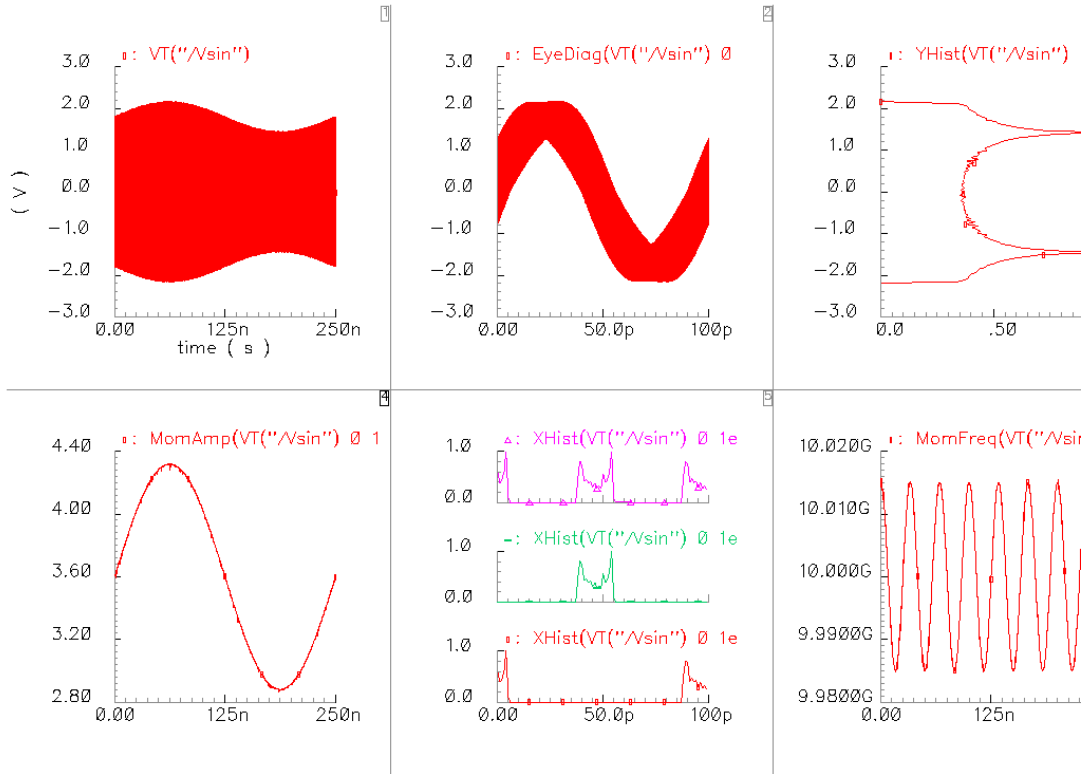 1
▯: VT("/Vsin")
3.0
2.0
1.0
0.0
-1.0
-2.0
-3.0
( V )
0.00 125n 250n
time ( s )
2
▯: EyeDiag(VT("/Vsin") 0
3.0
2.0
1.0
0.0
-1.0
-2.0
-3.0
0.00 50.0p 100p
▯: YHist(VT("/Vsin")
3.0
2.0
1.0
0.0
-1.0
-2.0
-3.0
0.0 .50
4
▯: MomAmp(VT("/Vsin") 0 1
4.40
4.00
3.60
3.20
2.80
0.00 125n 250n
5
△: XHist(VT("/Vsin") 0 1e
1.0
0.0
-: XHist(VT("/Vsin") 0 1e
1.0
0.0
▯: XHist(VT("/Vsin") 0 1e
1.0
0.0
0.00 50.0p 100p
▯: MomFreq(VT("/Vsin
10.020G
10.010G
10.000G
9.9900G
9.9800G
0.00 125n